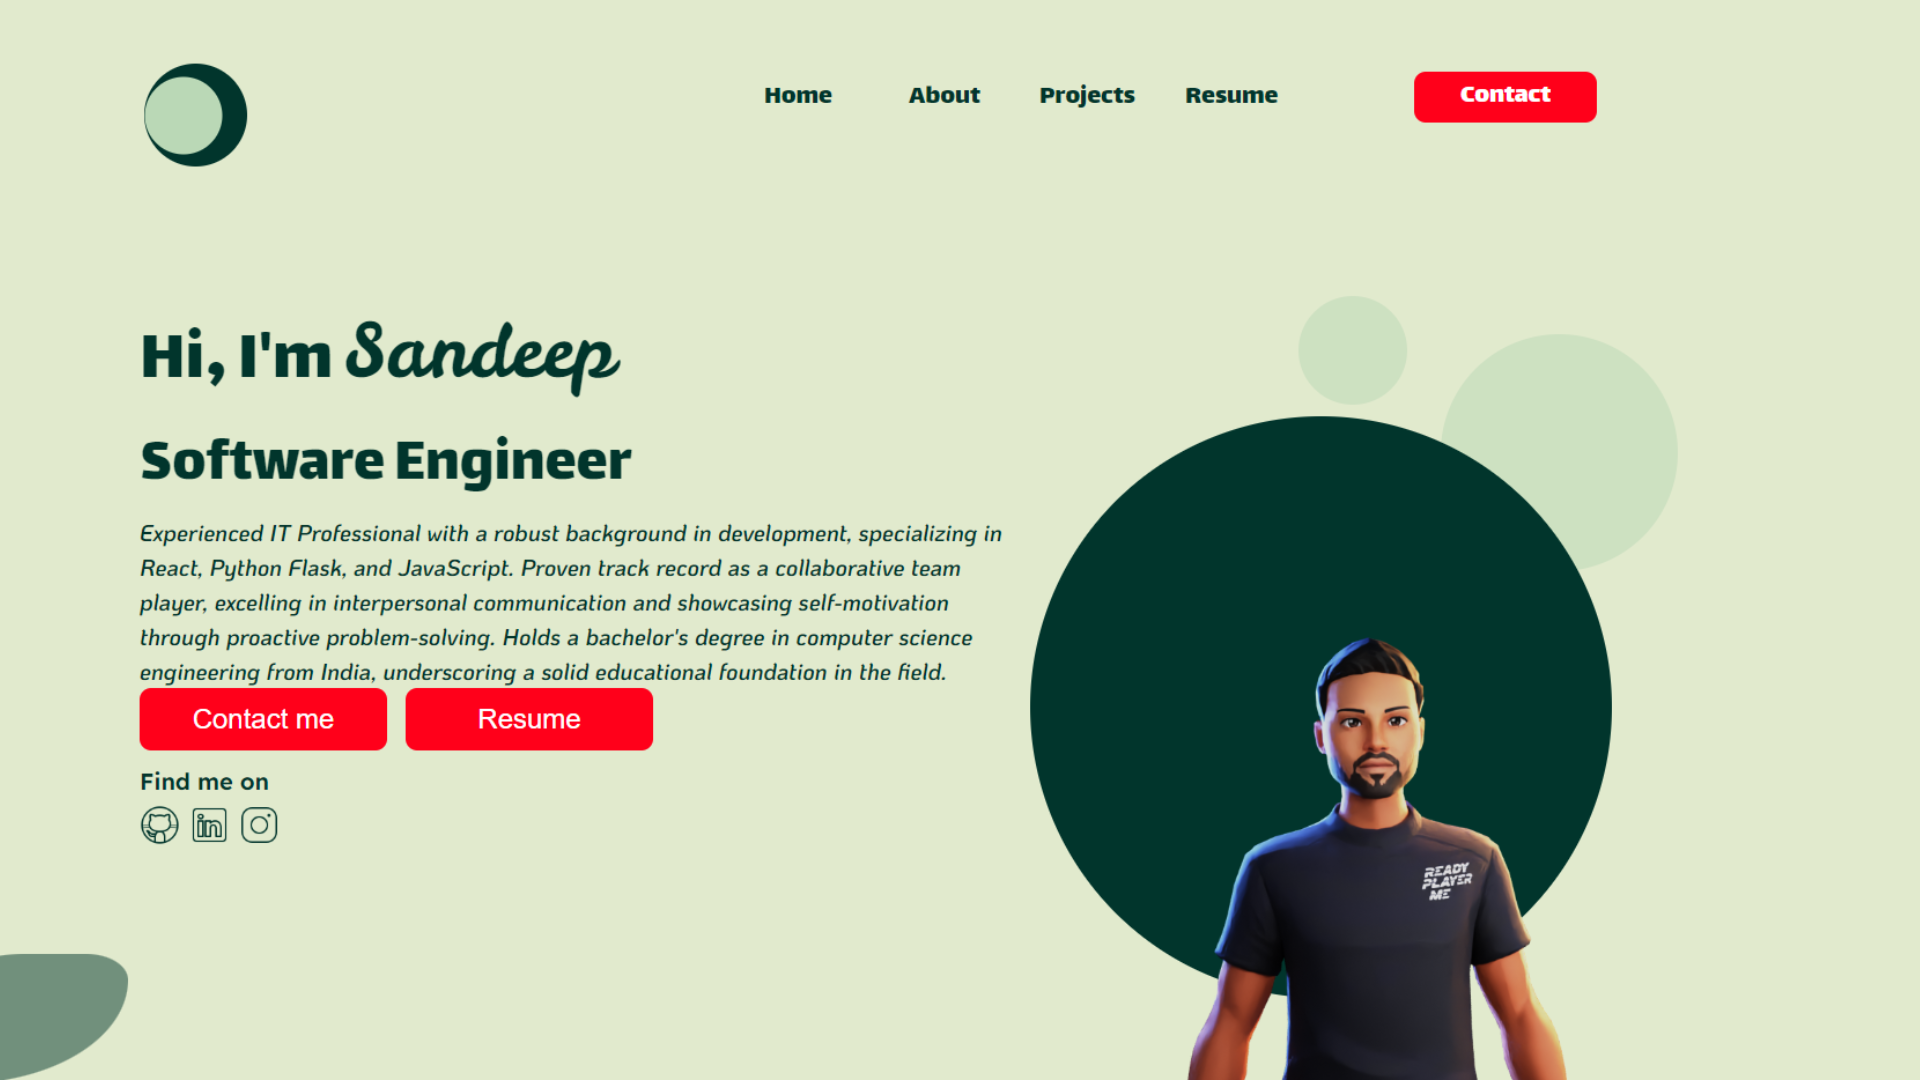 Home About Projects Resume Contact
Hi, I'm Sandeep
Software Engineer
Experienced IT Professional with a robust background in development, specializing in
React, Python Flask, and JavaScript. Proven track record as a collaborative team
player, excelling in interpersonal communication and showcasing self-motivation
through proactive problem-solving. Holds a bachelor's degree in computer science
engineering from India, underscoring a solid educational foundation in the field.
Contact me Resume
Find me on
in
READY
PLAYER
ME